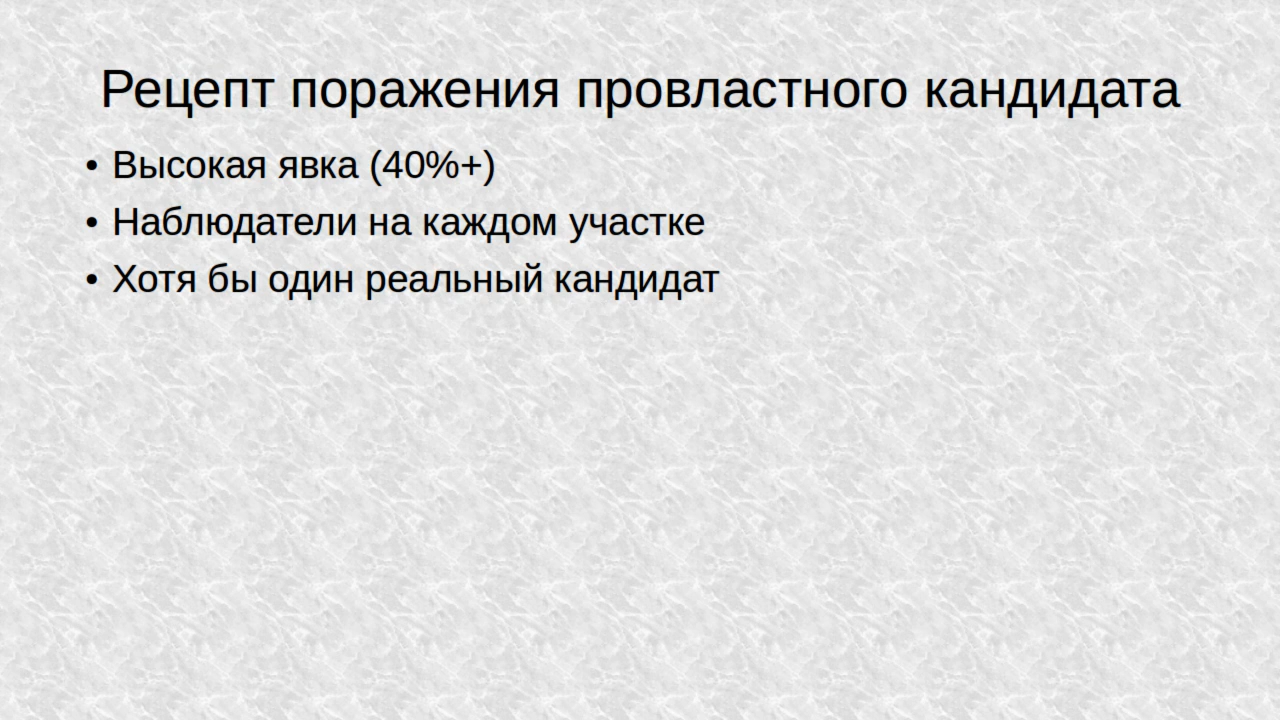 Рецепт поражения провластного кандидата
• Высокая явка (40%+)
• Наблюдатели на каждом участке
• Хотя бы один реальный кандидат